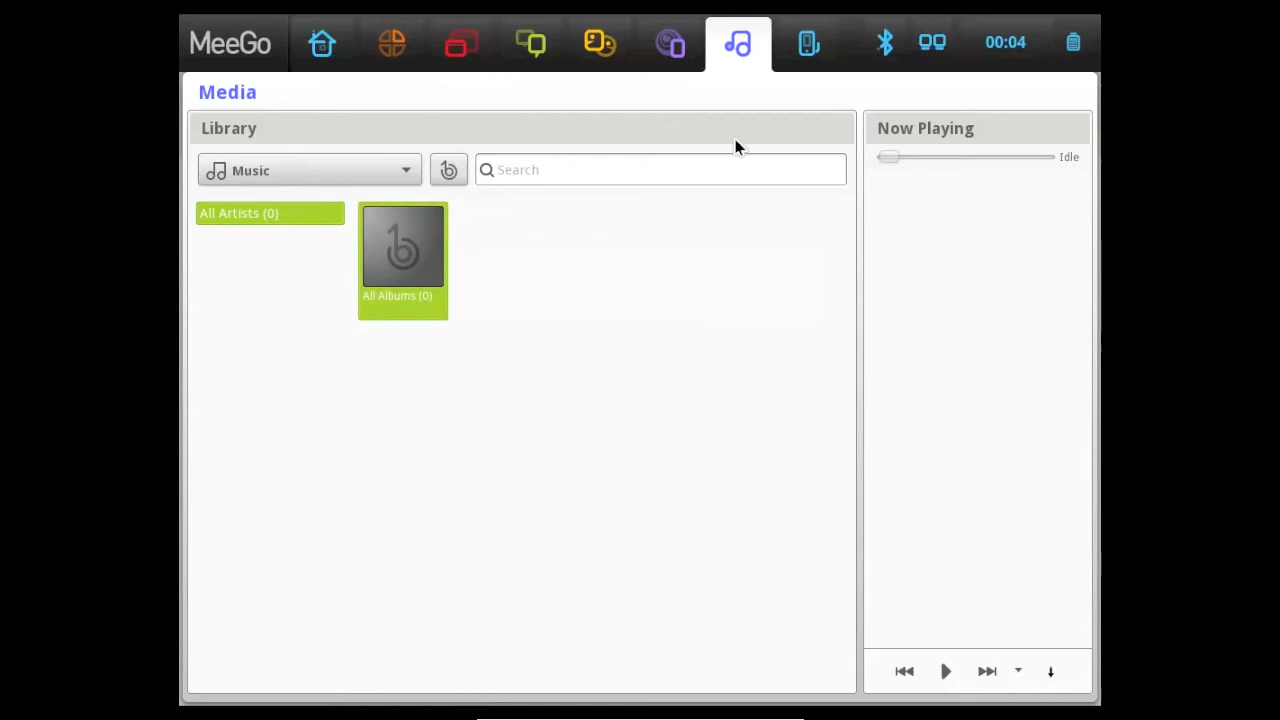 MeeGo
00:04
Media
Library
Now Playing
Music
Search
Idle
All Artists (0)
All Albums (0)